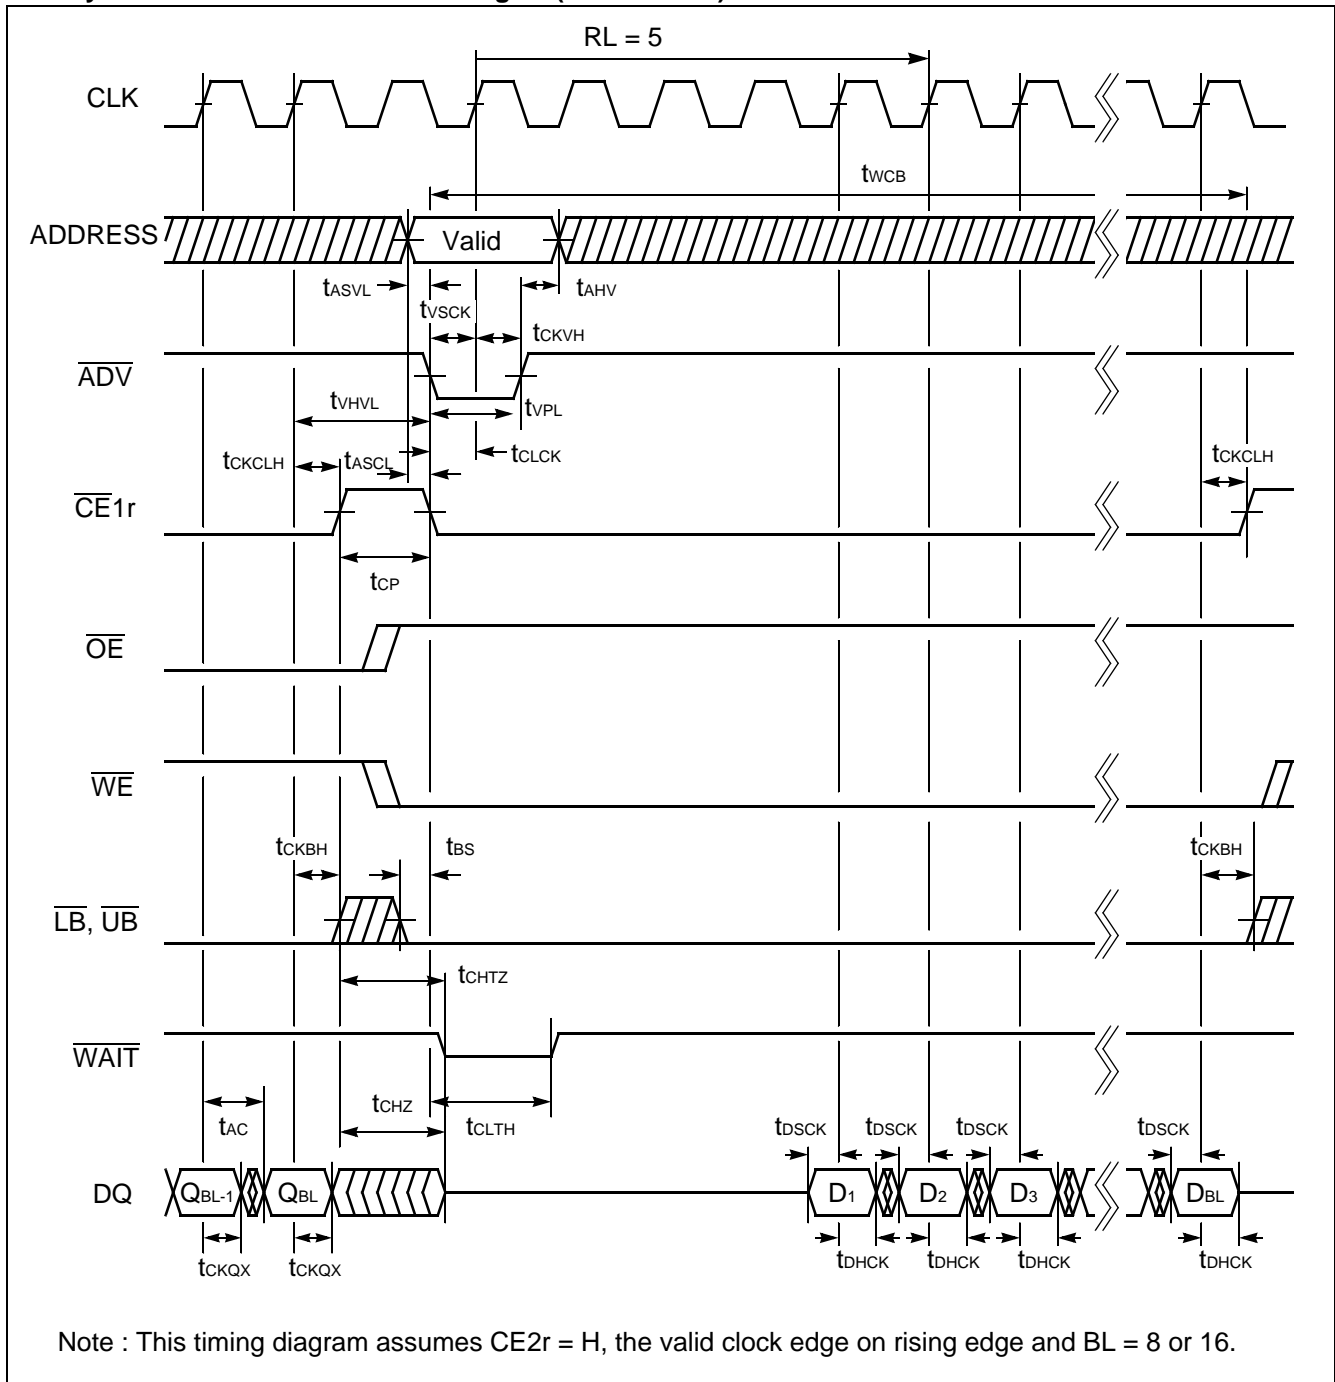 RL = 5
CLK
tWCB
ADDRESS
Valid
tASVL
tVSCK
tAHV
tCKVH
ADV
tVHVL
tVPL
tCKCLH
tASCL
tCLCK
tCKCLH
CE1r
tCP
OE
WE
tCKBH
tBS
tCKBH
LB, UB
tCHTZ
WAIT
tAC
tCHZ
tCLTH
tDSCK
tDSCK
tDSCK
tDSCK
DQ
QBL-1
QBL
D1
D2
D3
DBL
tCKQX
tCKQX
tDHCK
tDHCK
tDHCK
tDHCK
Note : This timing diagram assumes CE2r = H, the valid clock edge on rising edge and BL = 8 or 16.